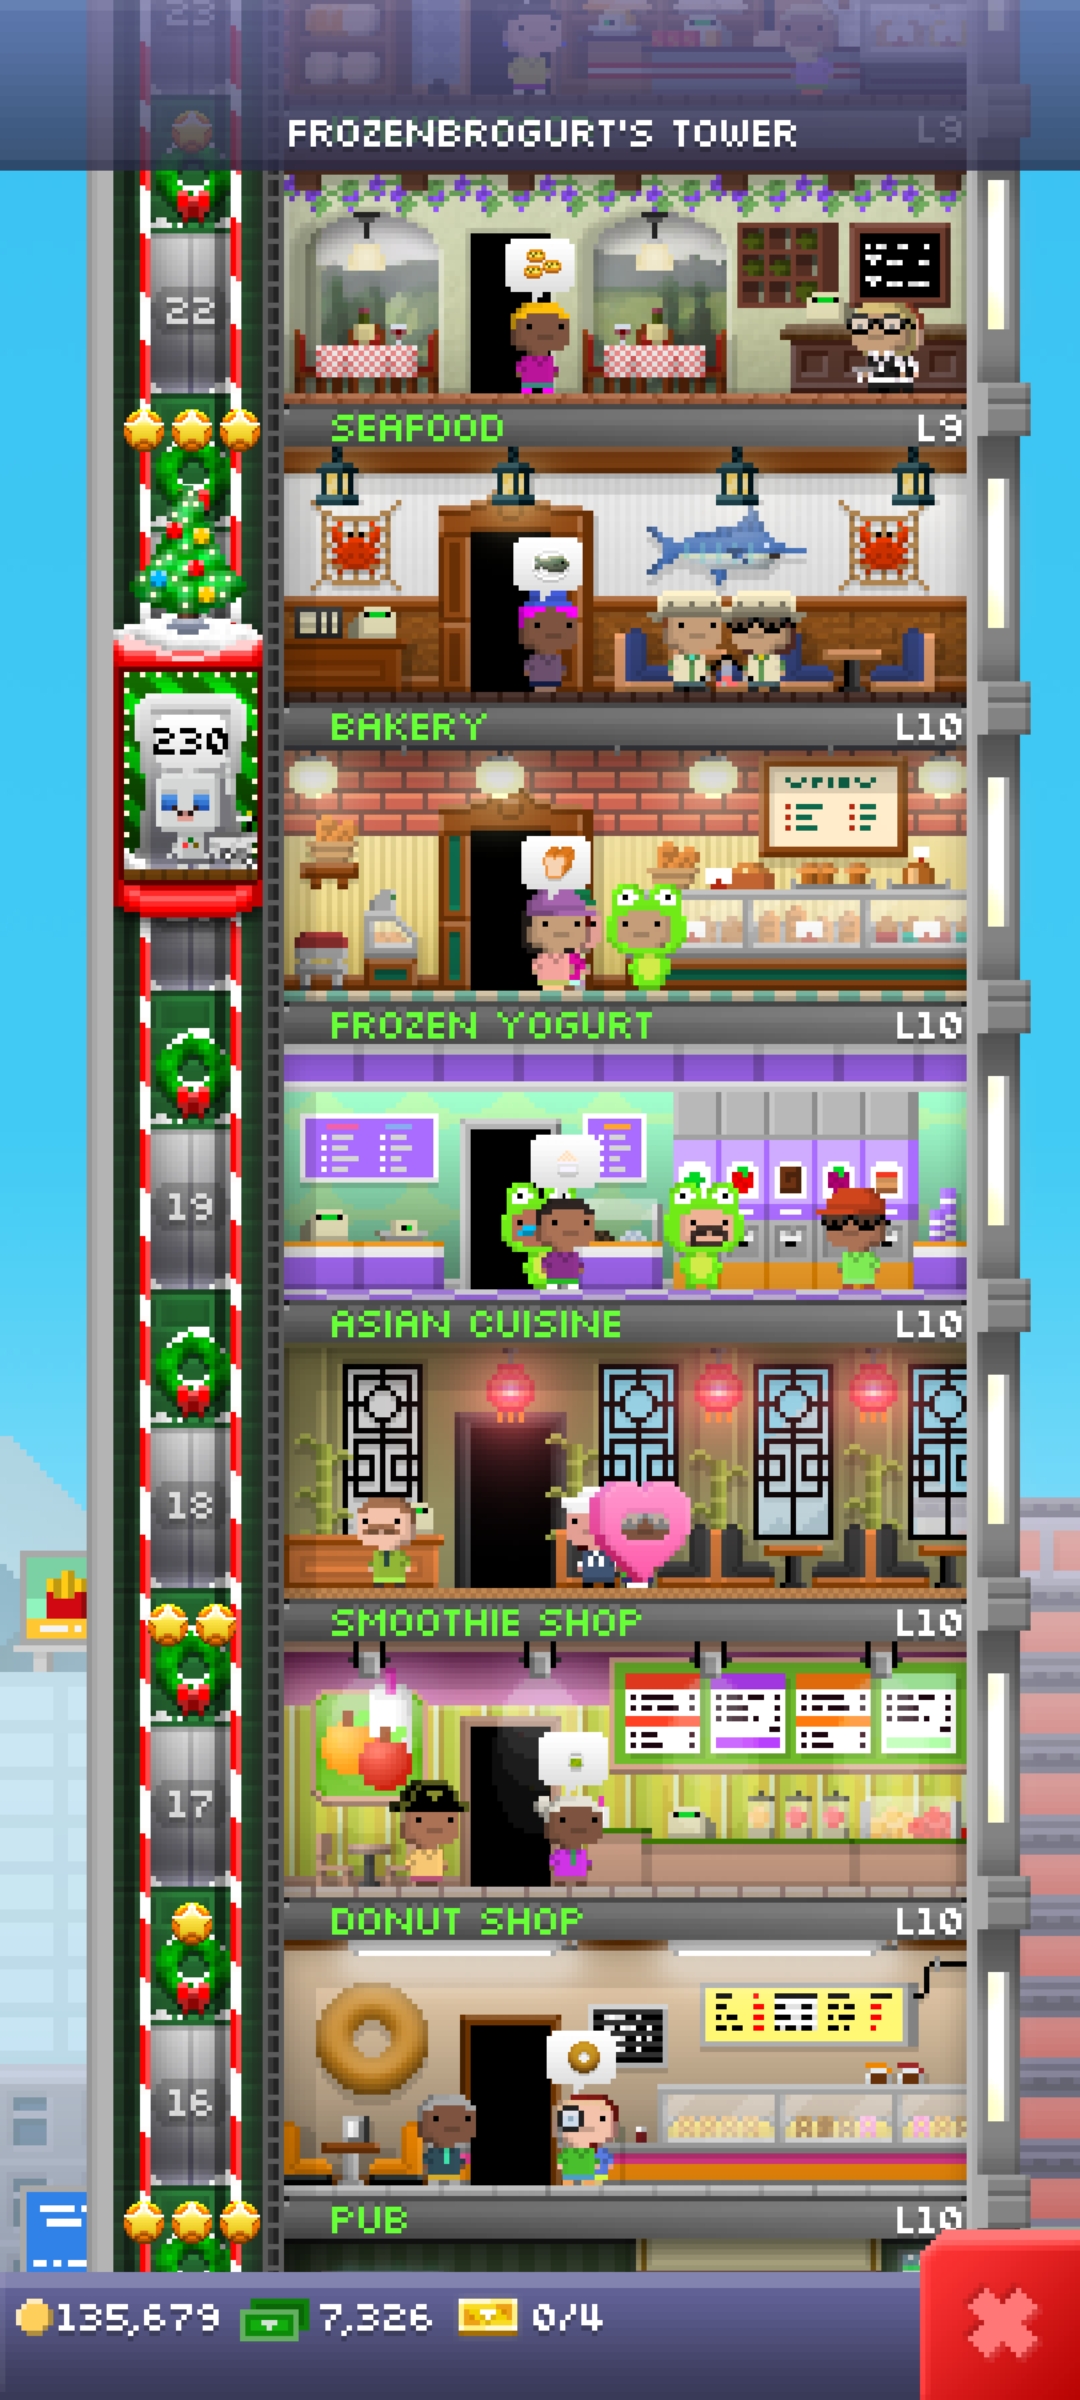 23
L9
FROZENBROGURT'S TOWER
22
SEAFOOD L9
BAKERY L10
230
FROZEN YOGURT L10
19
ASIAN CUISINE L10
18
SMOOTHIE SHOP L10
17
DONUT SHOP L10
16
PUB L10
135,679 7,326 0/4